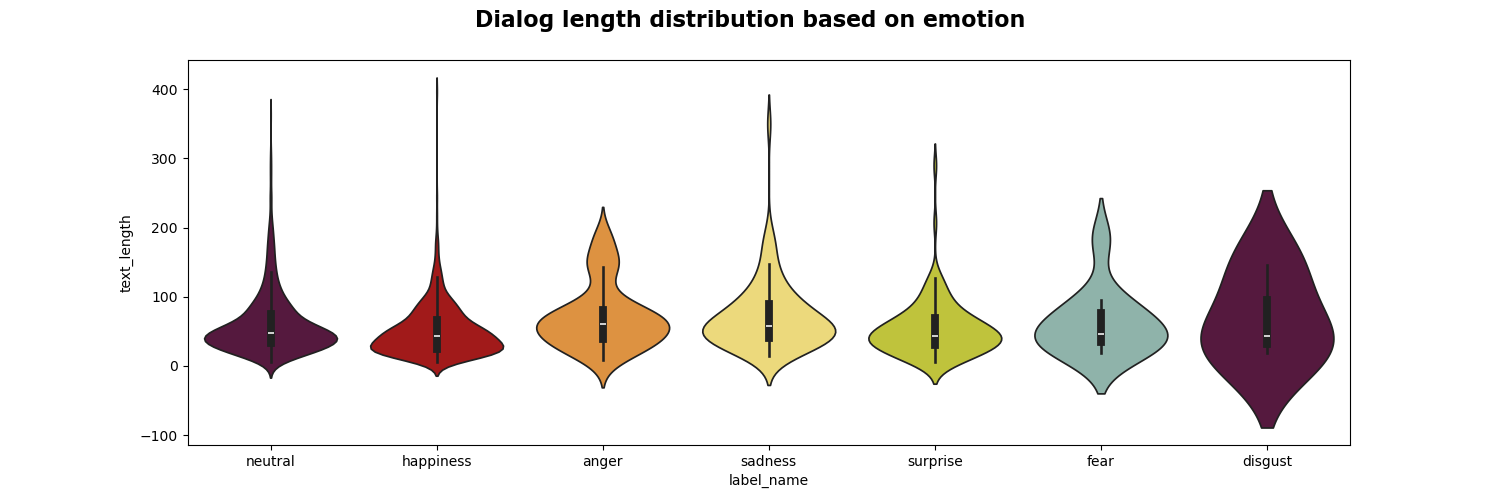 Dialog length distribution based on emotion
400
300
200
100
0
−100
text_length
neutral happiness anger sadness surprise fear disgust
label_name